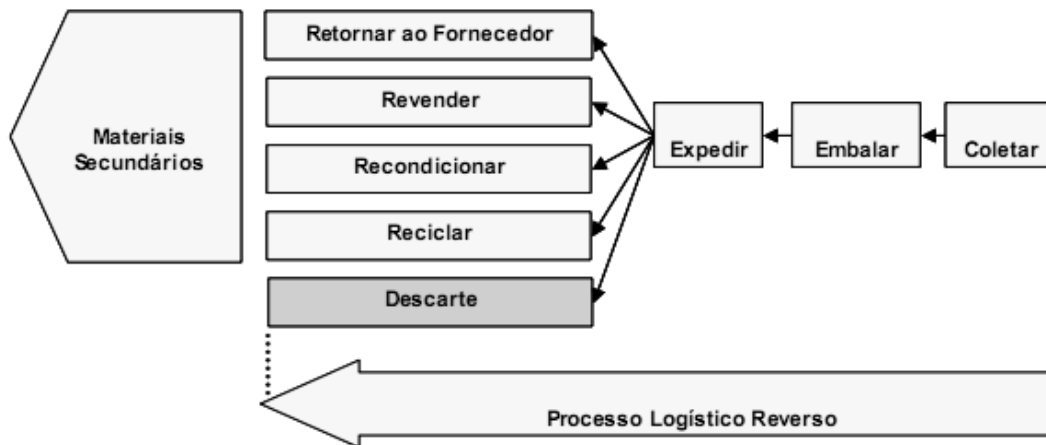 Retornar ao Fornecedor
Revender
Materiais
Secundários
Recondicionar
Reciclar
Descarte
Expedir
Embalar
Coletar
Processo Logístico Reverso